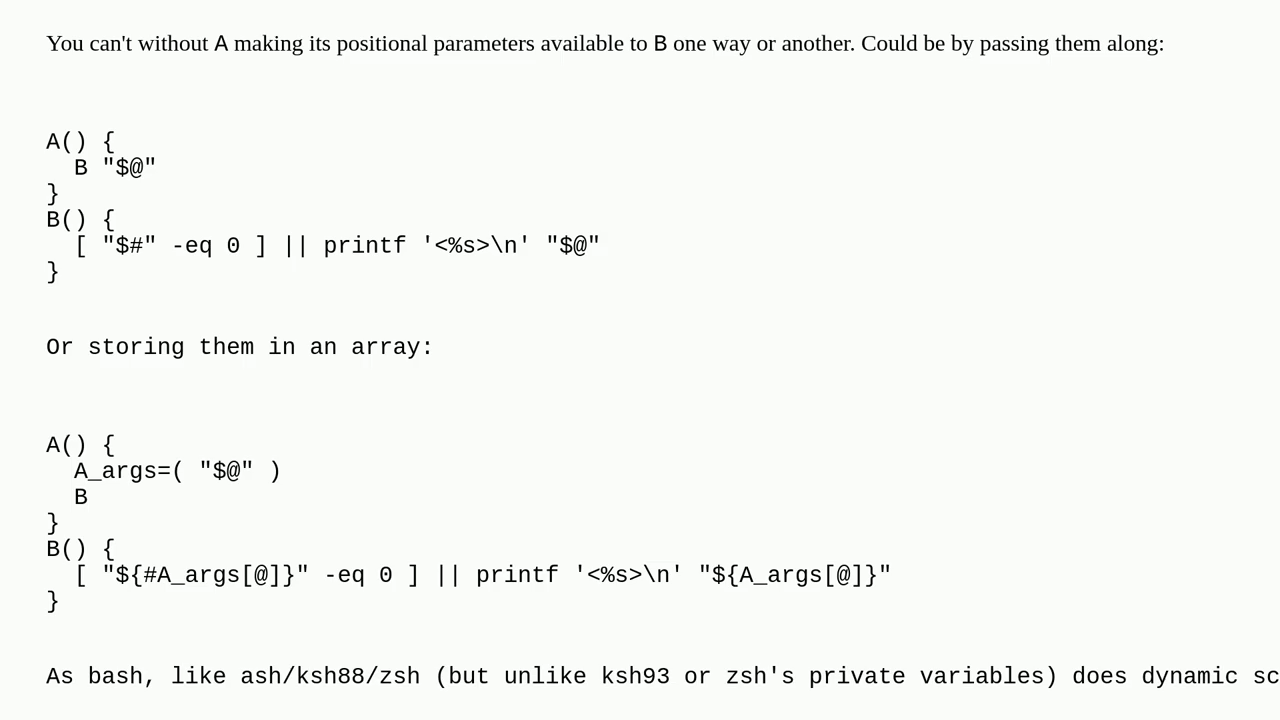 You can't without A making its positional parameters available to B one way or another. Could be by passing them along:
A() {
  B "$@"
}
B() {
  [ "$#" -eq 0 ] || printf '<%s>\n' "$@"
}
Or storing them in an array:
A() {
  A_args=( "$@" )
  B
}
B() {
  [ "${#A_args[@]}" -eq 0 ] || printf '<%s>\n' "${A_args[@]}"
}
As bash, like ash/ksh88/zsh (but unlike ksh93 or zsh's private variables) does dynamic sc